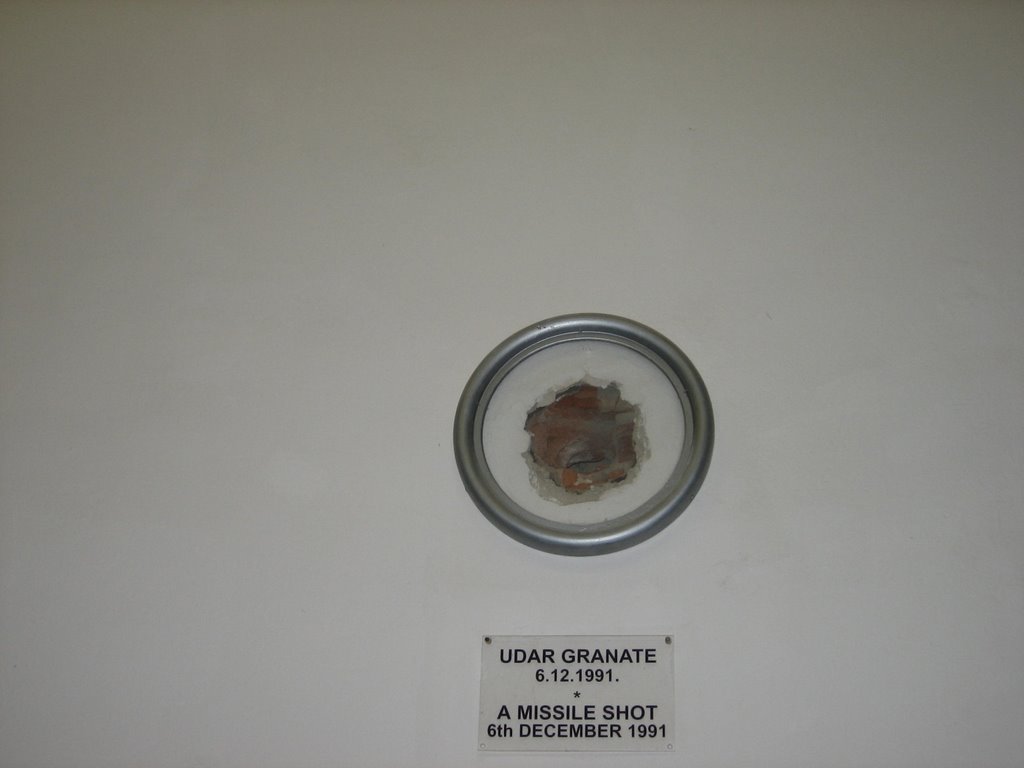 UDAR GRANATE
6.12.1991.
*
A MISSILE SHOT
6th DECEMBER 1991